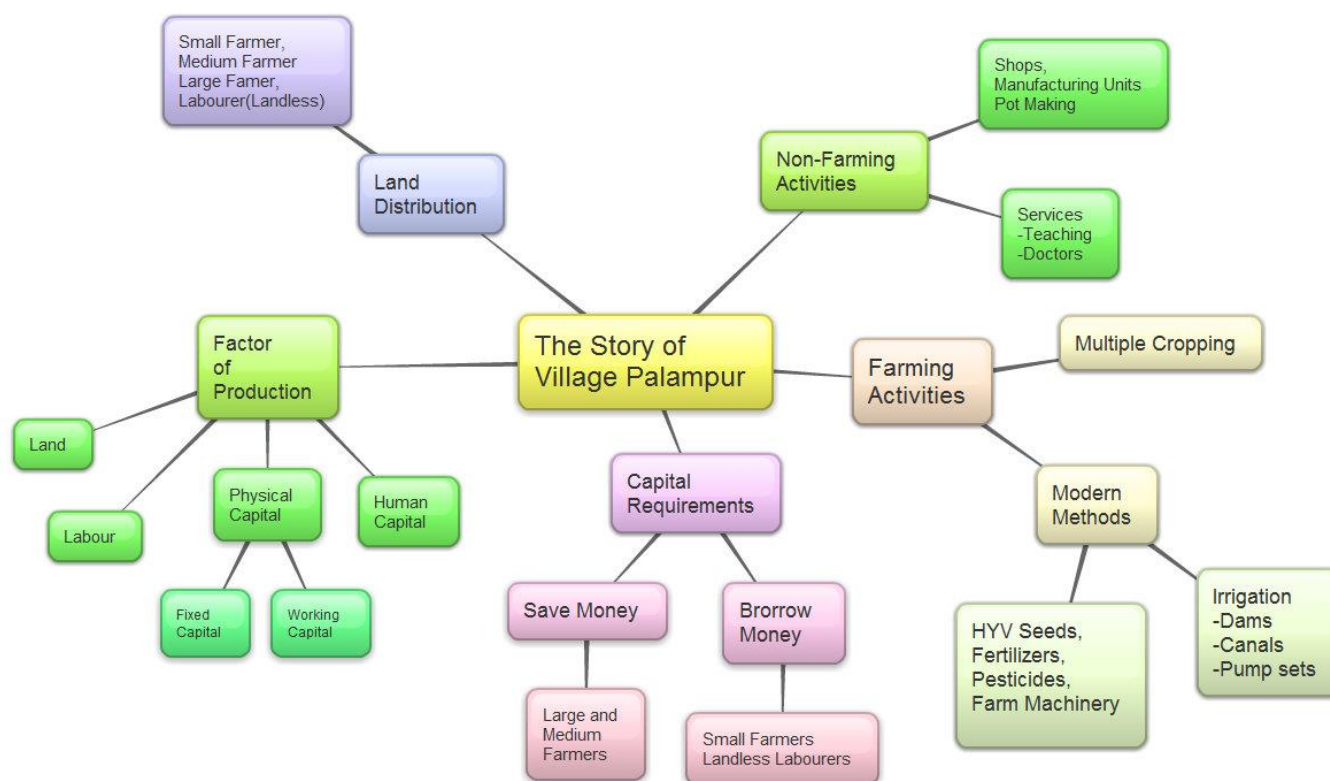 Small Farmer,
Medium Farmer
Large Famer,
Labourer(Landless)
Land
Distribution
Shops,
Manufacturing Units
Pot Making
Non-Farming
Activities
Services
-Teaching
-Doctors
The Story of
Village Palampur
Factor
of
Production
Land
Labour
Physical
Capital
Human
Capital
Fixed
Capital
Working
Capital
Capital
Requirements
Save Money
Brorrow
Money
Large and
Medium
Farmers
Small Farmers
Landless Labourers
Farming
Activities
Multiple Cropping
Modern
Methods
HYV Seeds,
Fertilizers,
Pesticides,
Farm Machinery
Irrigation
-Dams
-Canals
-Pump sets